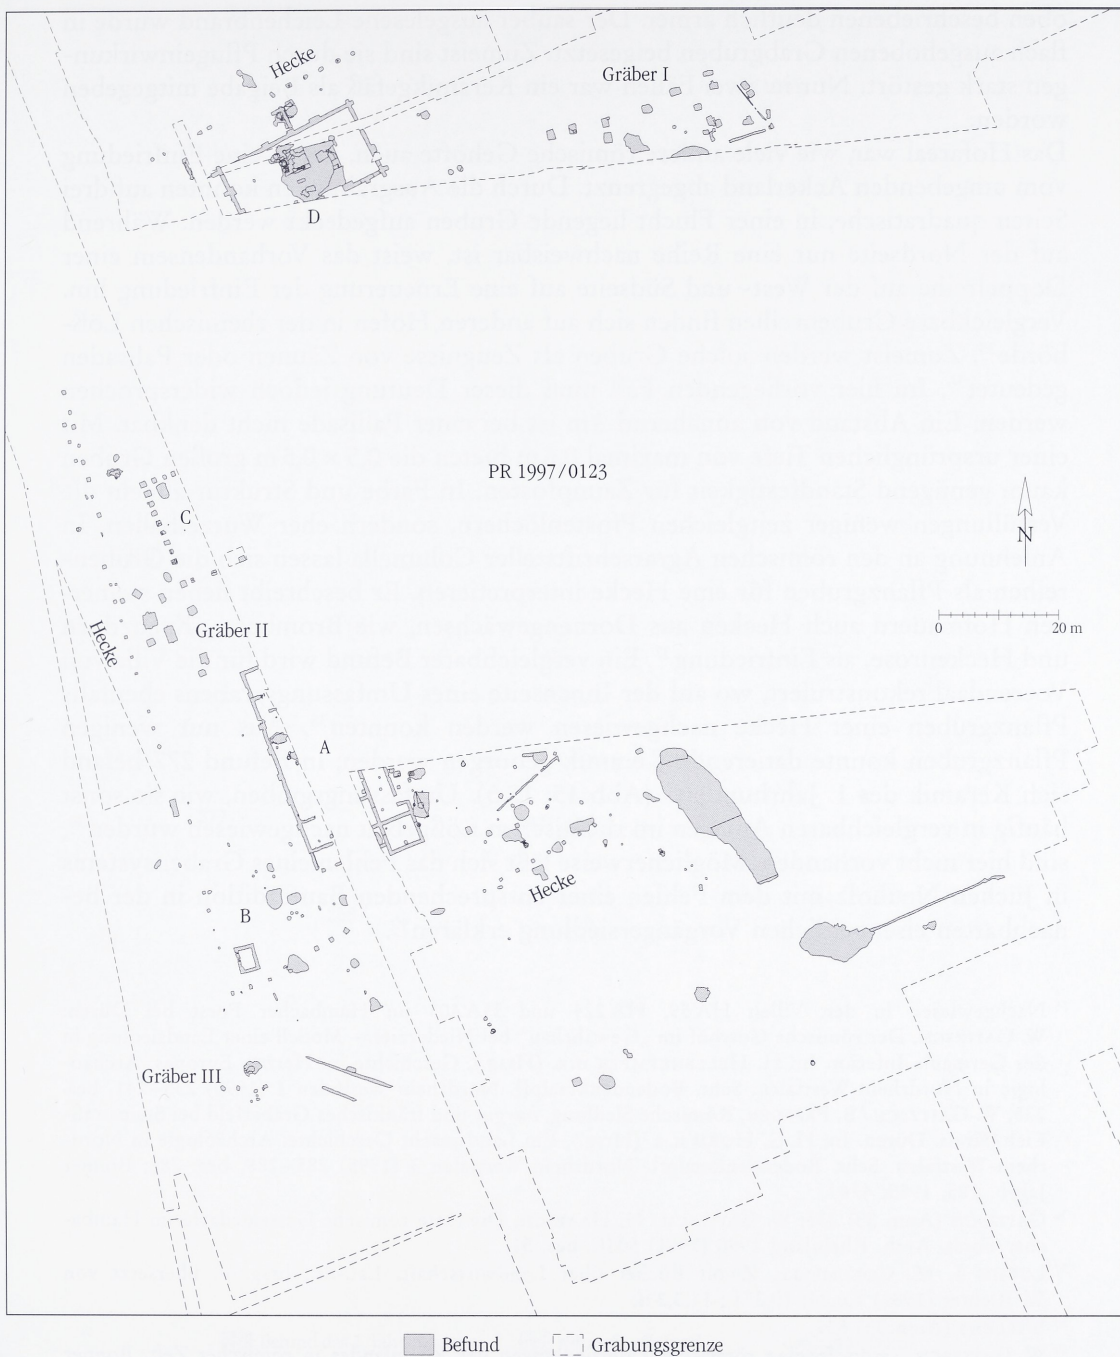 Hecke
Gräber I
D
PR 1997/0123
C
N
0 20 m
Hecke
Gräber II
A
Hecke
B
Gräber III
Befund
Grabungsgrenze